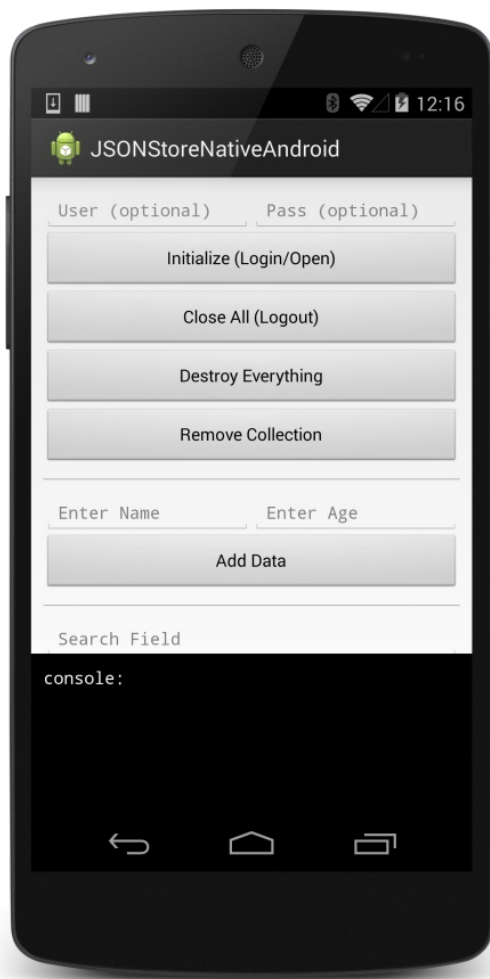 12:16
JSONStoreNativeAndroid
User (optional) Pass (optional)
Initialize (Login/Open)
Close All (Logout)
Destroy Everything
Remove Collection
Enter Name Enter Age
Add Data
Search Field
console: